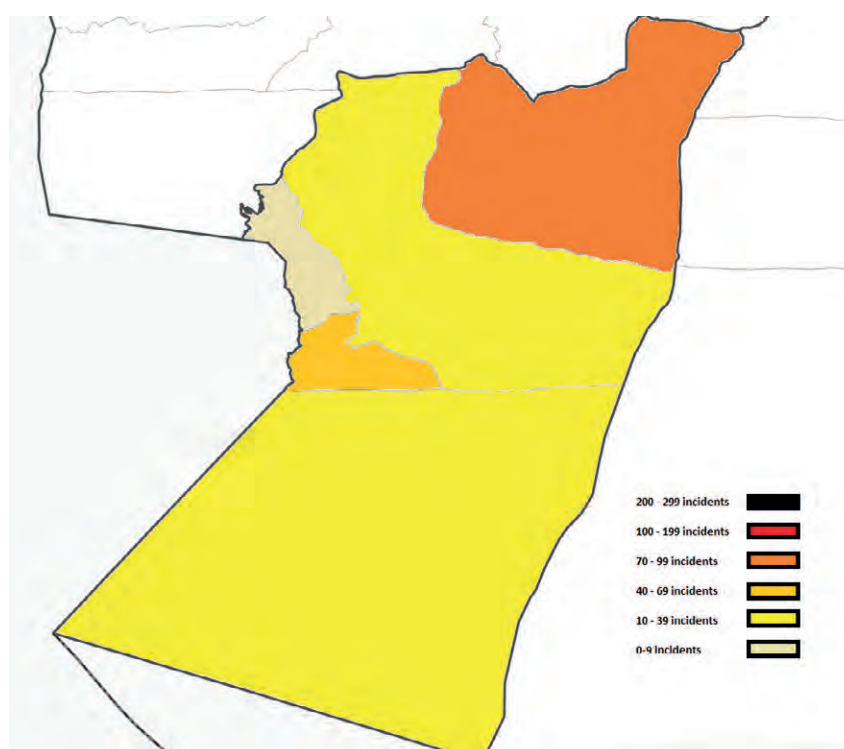 200 - 299 incidents
100 - 199 incidents
70 - 99 incidents
40 - 69 incidents
10 - 39 incidents
0-9 incidents